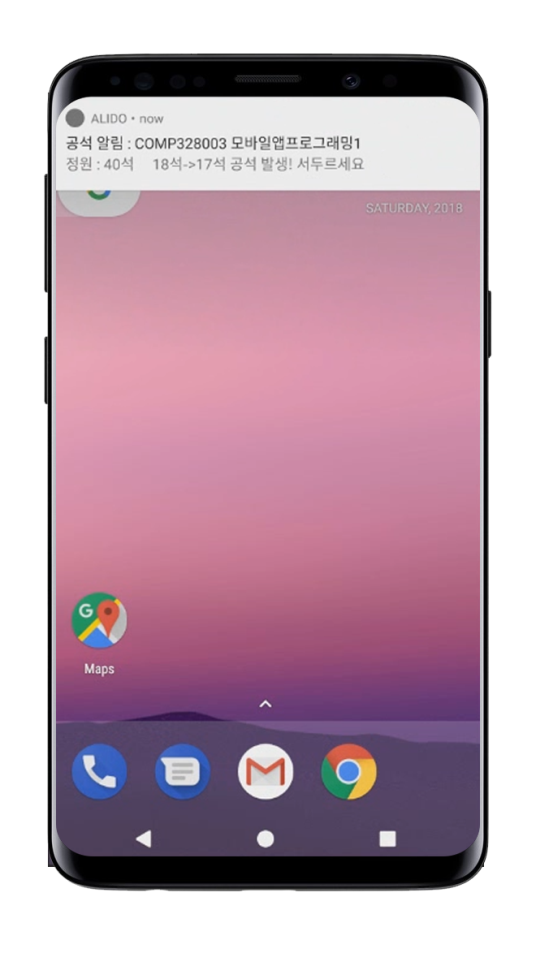 ALIDO • now
공석 알림 : COMP328003 모바일앱프로그래밍1
정원 : 40석 18석->17석 공석 발생! 서두르세요
SATURDAY, 2018
G
Maps